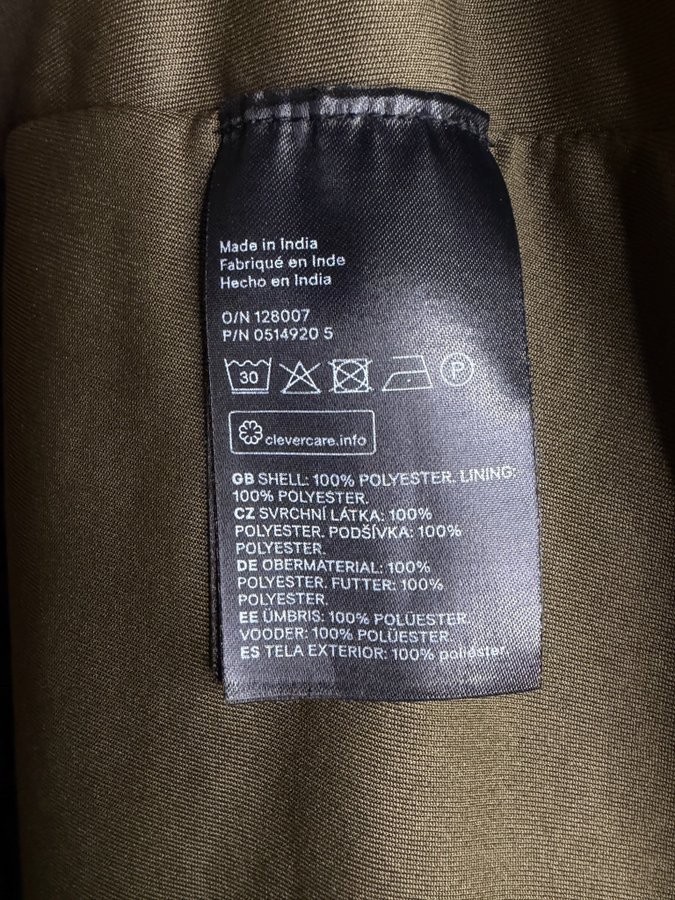 Made in India
Fabriqué en Inde
Hecho en India
O/N 128007
P/N 0514920 5
30 P
clevercare.info
GB SHELL: 100% POLYESTER. LINING:
100% POLYESTER.
CZ SVRCHNÍ LÁTKA: 100%
POLYESTER. PODŠÍVKA: 100%
POLYESTER.
DE OBERMATERIAL: 100%
POLYESTER. FUTTER: 100%
POLYESTER.
EE ÜMBRIS: 100% POLÜESTER.
VOODER: 100% POLÜESTER.
ES TELA EXTERIOR: 100% poliéster.